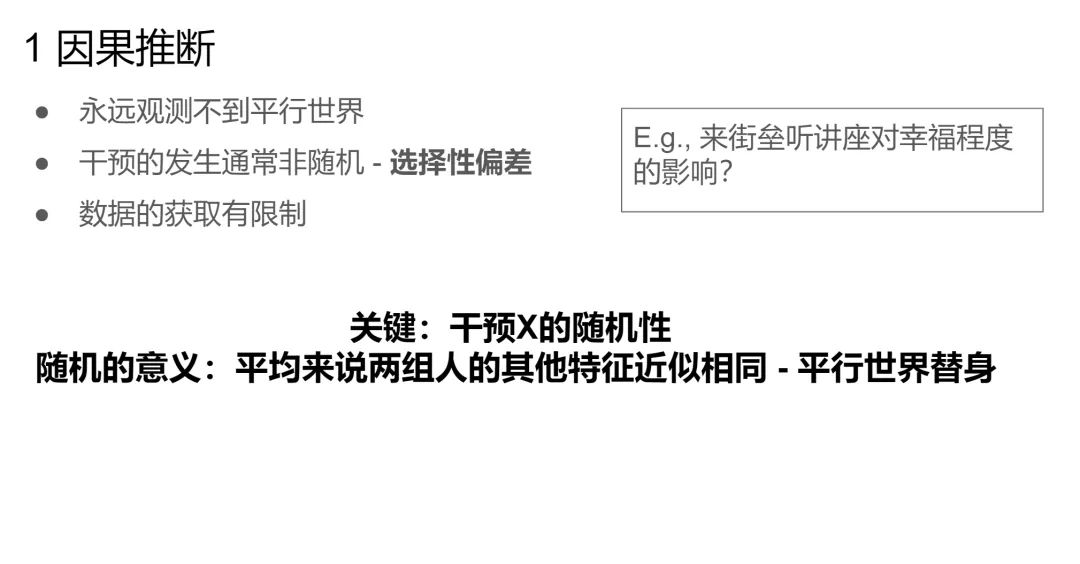 1 因果推断
● 永远观测不到平行世界
● 干预的发生通常非随机 - 选择性偏差
● 数据的获取有限制
E.g., 来街垒听讲座对幸福程度
的影响？
关键：干预X的随机性
随机的意义：平均来说两组人的其他特征近似相同 - 平行世界替身